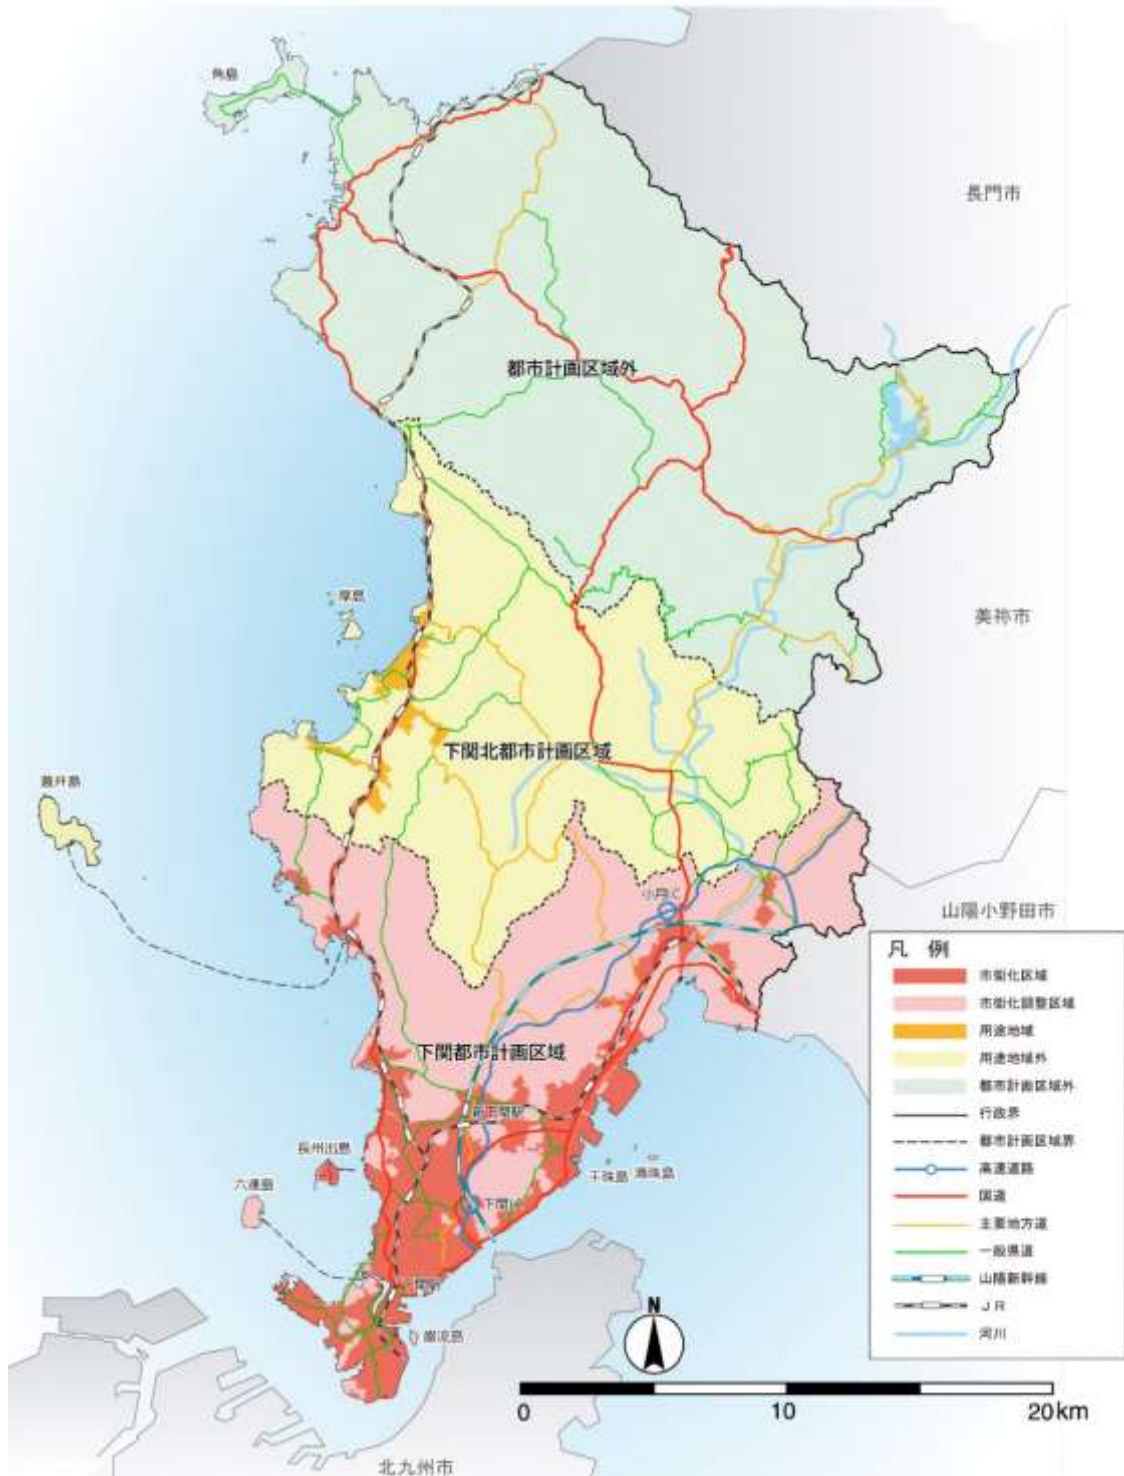 角島
長門市
都市計画区域外
厚島
美祢市
下関北都市計画区域
蓋井島
小月IC
山陽小野田市
凡 例
市街化区域
市街化調整区域
用途地域
用途地域外
都市計画区域外
行政界
都市計画区域界
高速道路
国道
主要地方道
一般県道
山陽新幹線
JR
河川
下関都市計画区域
新下関駅
長州出島
六連島
干珠島
満珠島
下関IC
下関駅
巌流島
N
0
10
20km
北九州市